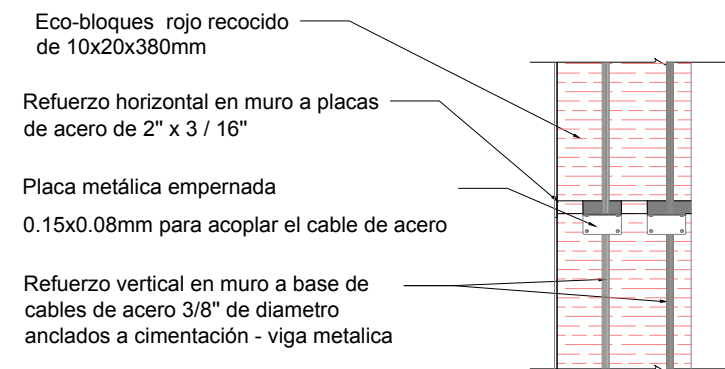 Eco-bloques rojo recocido
de 10x20x380mm
Refuerzo horizontal en muro a placas
de acero de 2" x 3 / 16"
Placa metálica empernada
0.15x0.08mm para acoplar el cable de acero
Refuerzo vertical en muro a base de
cables de acero 3/8" de diametro
anclados a cimentación - viga metalica